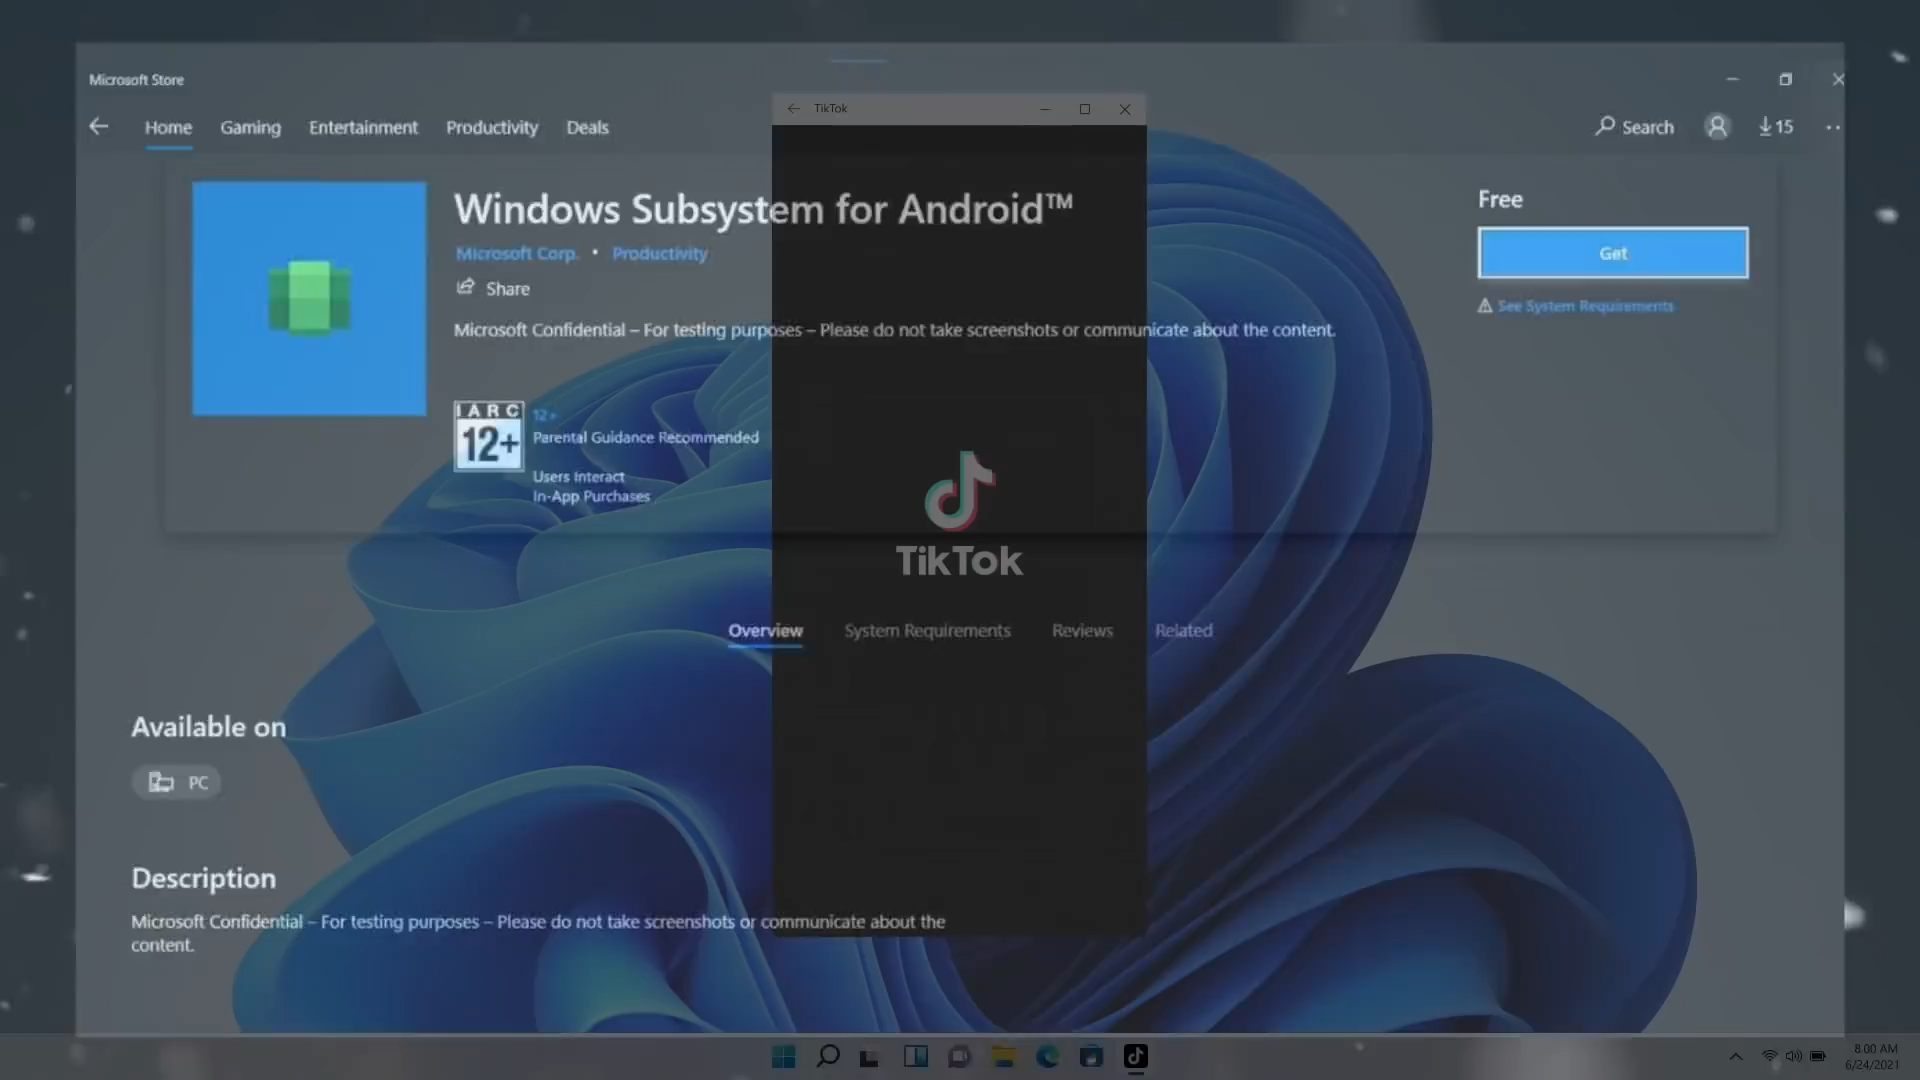 Microsoft Store
TikTok
Home Gaming Entertainment Productivity Deals
Search
15
Windows Subsystem for Android™
Microsoft Corp. • Productivity
Share
Microsoft Confidential – For testing purposes – Please do not take screenshots or communicate about the content.
Free
Get
See System Requirements
IARC
12+
12+
Parental Guidance Recommended
Users Interact
In-App Purchases
TikTok
Overview System Requirements Reviews Related
Available on
PC
Description
Microsoft Confidential – For testing purposes – Please do not take screenshots or communicate about the
content.
8:00 AM
6/24/2021